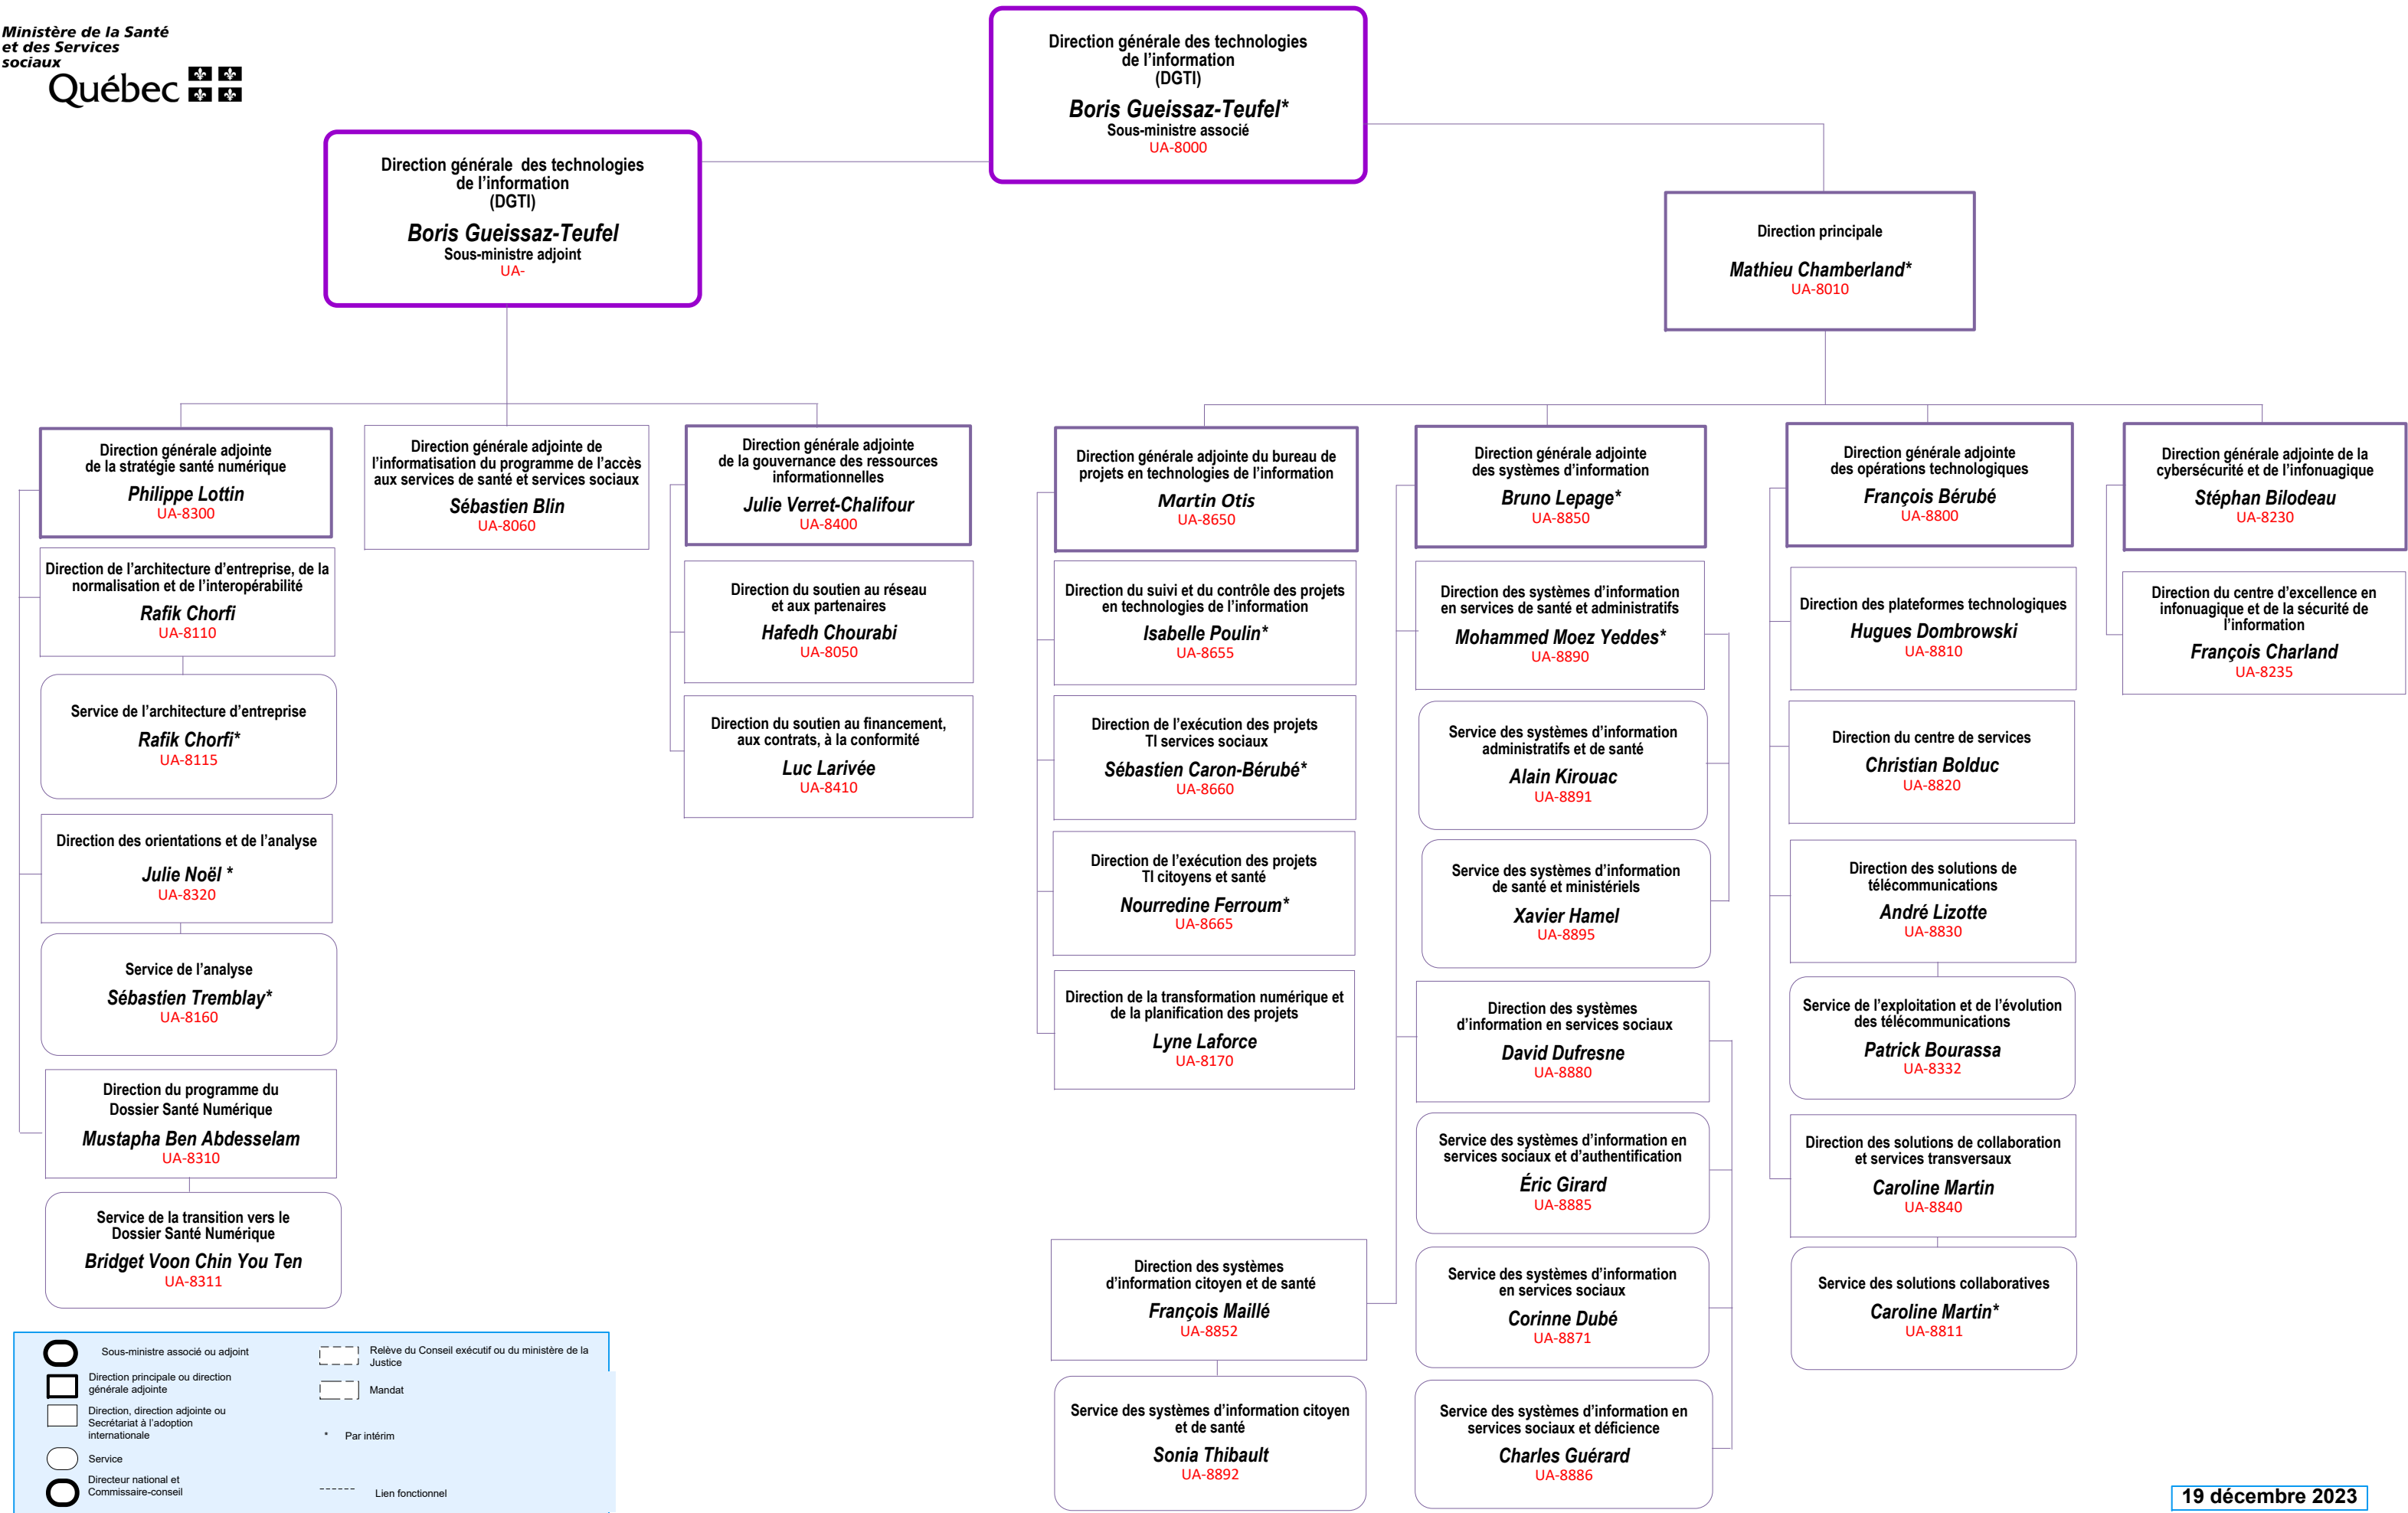 Ministère de la Santé
et des Services
sociaux
Québec
Direction générale des technologies
de l'information
(DGTI)
Boris Gueissaz-Teufel*
Sous-ministre associé
UA-8000
Direction générale des technologies
de l'information
(DGTI)
Boris Gueissaz-Teufel
Sous-ministre adjoint
UA-
Direction principale
Mathieu Chamberland*
UA-8010
Direction générale adjointe
de la stratégie santé numérique
Philippe Lottin
UA-8300
Direction de l'architecture d'entreprise, de la
normalisation et de l'interopérabilité
Rafik Chorfi
UA-8110
Service de l'architecture d'entreprise
Rafik Chorfi*
UA-8115
Direction des orientations et de l'analyse
Julie Noël *
UA-8320
Service de l'analyse
Sébastien Tremblay*
UA-8160
Direction du programme du
Dossier Santé Numérique
Mustapha Ben Abdesselam
UA-8310
Service de la transition vers le
Dossier Santé Numérique
Bridget Voon Chin You Ten
UA-8311
Direction générale adjointe de
l'informatisation du programme de l'accès
aux services de santé et services sociaux
Sébastien Blin
UA-8060
Direction générale adjointe
de la gouvernance des ressources
informationnelles
Julie Verret-Chalifour
UA-8400
Direction du soutien au réseau
et aux partenaires
Hafedh Chourabi
UA-8050
Direction du soutien au financement,
aux contrats, à la conformité
Luc Larivée
UA-8410
Direction générale adjointe du bureau de
projets en technologies de l'information
Martin Otis
UA-8650
Direction du suivi et du contrôle des projets
en technologies de l'information
Isabelle Poulin*
UA-8655
Direction de l'exécution des projets
TI services sociaux
Sébastien Caron-Bérubé*
UA-8660
Direction de l'exécution des projets
TI citoyens et santé
Nourredine Ferroum*
UA-8665
Direction de la transformation numérique et
de la planification des projets
Lyne Laforce
UA-8170
Direction générale adjointe
des systèmes d'information
Bruno Lepage*
UA-8850
Direction des systèmes d'information
en services de santé et administratifs
Mohammed Moez Yeddes*
UA-8890
Service des systèmes d'information
administratifs et de santé
Alain Kirouac
UA-8891
Service des systèmes d'information
de santé et ministériels
Xavier Hamel
UA-8895
Direction des systèmes
d'information en services sociaux
David Dufresne
UA-8880
Service des systèmes d'information en
services sociaux et d'authentification
Éric Girard
UA-8885
Service des systèmes d'information
en services sociaux
Corinne Dubé
UA-8871
Service des systèmes d'information en
services sociaux et déficience
Charles Guérard
UA-8886
Direction des systèmes
d'information citoyen et de santé
François Maillé
UA-8852
Service des systèmes d'information citoyen
et de santé
Sonia Thibault
UA-8892
Direction générale adjointe
des opérations technologiques
François Bérubé
UA-8800
Direction des plateformes technologiques
Hugues Dombrowski
UA-8810
Direction du centre de services
Christian Bolduc
UA-8820
Direction des solutions de
télécommunications
André Lizotte
UA-8830
Service de l'exploitation et de l'évolution
des télécommunications
Patrick Bourassa
UA-8332
Direction des solutions de collaboration
et services transversaux
Caroline Martin
UA-8840
Service des solutions collaboratives
Caroline Martin*
UA-8811
Direction générale adjointe de la
cybersécurité et de l'infonuagique
Stéphan Bilodeau
UA-8230
Direction du centre d'excellence en
infonuagique et de la sécurité de
l'information
François Charland
UA-8235
Sous-ministre associé ou adjoint
Direction principale ou direction
générale adjointe
Direction, direction adjointe ou
Secrétariat à l'adoption
internationale
Service
Directeur national et
Commissaire-conseil
Relève du Conseil exécutif ou du ministère de la
Justice
Mandat
* Par intérim
Lien fonctionnel
19 décembre 2023